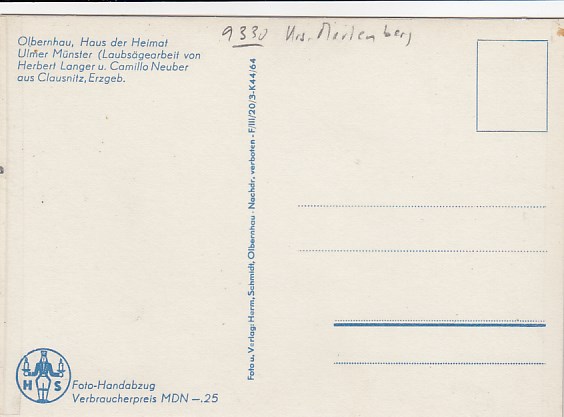 9330 Krs. Marienberg
Olbernhau, Haus der Heimat
Ulmer Münster (Laubsägearbeit von
Herbert Langer u. Camillo Neuber
aus Clausnitz, Erzgeb.
Foto u. Verlag: Herm. Schmidt, Olbernhau · Nachdr. verboten - F/III/20/3-K44/64
H S
Foto-Handabzug
Verbraucherpreis MDN —.25